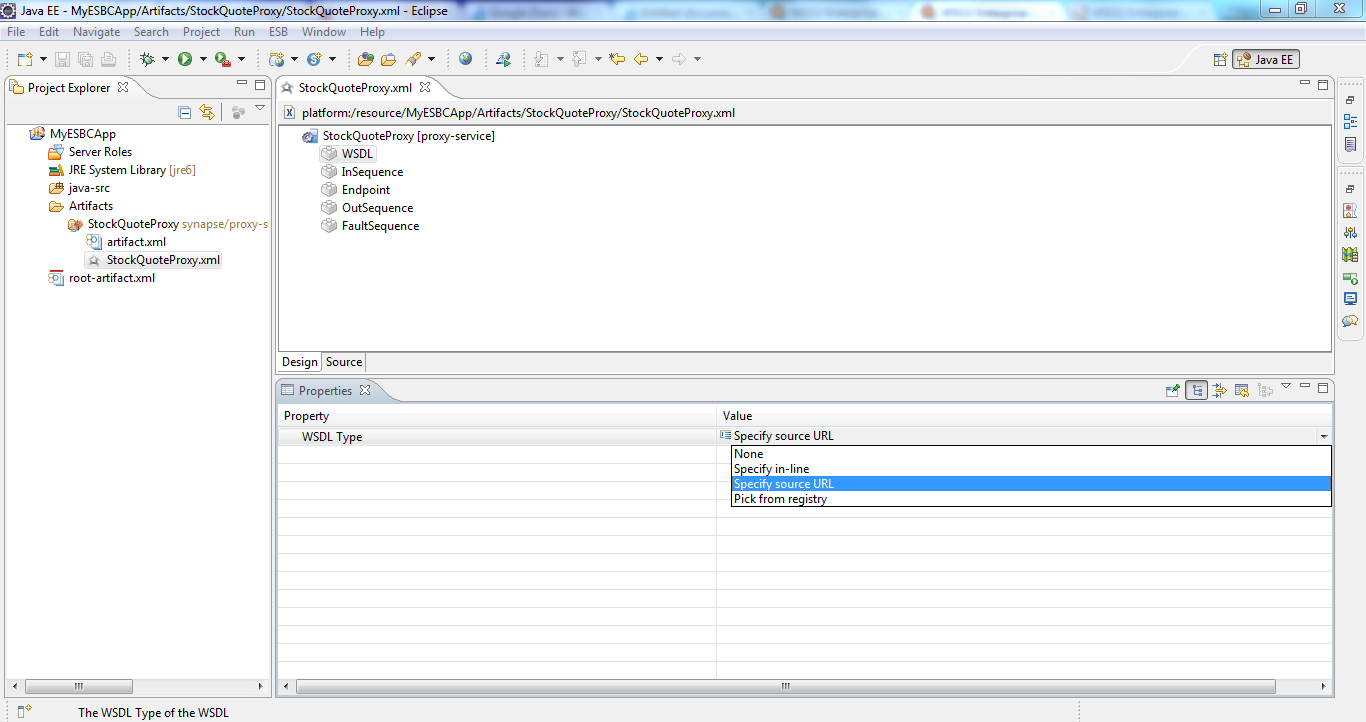 Java EE - MyESBCApp/Artifacts/StockQuoteProxy/StockQuoteProxy.xml - Eclipse
File Edit Navigate Search Project Run ESB Window Help
Java EE
Project Explorer
MyESBCApp
Server Roles
JRE System Library [jre6]
java-src
Artifacts
StockQuoteProxy synapse/proxy-s
artifact.xml
StockQuoteProxy.xml
root-artifact.xml
StockQuoteProxy.xml
platform:/resource/MyESBCApp/Artifacts/StockQuoteProxy/StockQuoteProxy.xml
StockQuoteProxy [proxy-service]
WSDL
InSequence
Endpoint
OutSequence
FaultSequence
Design Source
Properties
Property Value
WSDL Type Specify source URL
None
Specify in-line
Specify source URL
Pick from registry
The WSDL Type of the WSDL